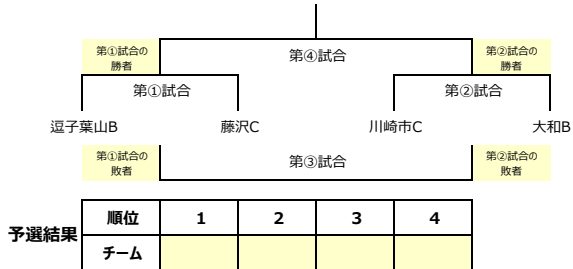 第①試合の
勝者
第④試合
第②試合の
勝者
第①試合
第②試合
逗子葉山B
藤沢C
川崎市C
大和B
第①試合の
敗者
第③試合
第②試合の
敗者
予選結果
順位 1 2 3 4
チーム